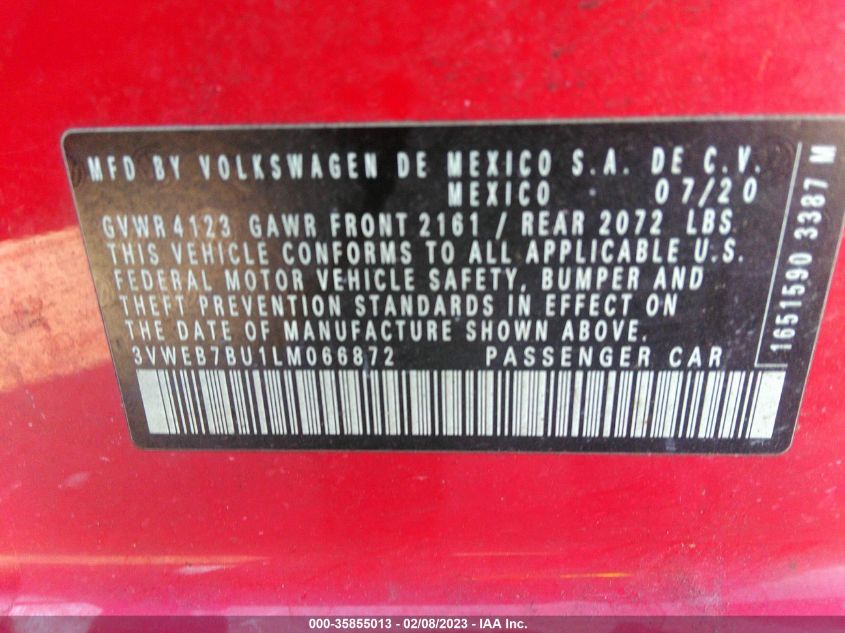 MFD BY VOLKSWAGEN DE MEXICO S.A. DE C.V.
MEXICO 07/20
GVWR 4123 GAWR FRONT 2161 / REAR 2072 LBS
THIS VEHICLE CONFORMS TO ALL APPLICABLE U.S.
FEDERAL MOTOR VEHICLE SAFETY, BUMPER AND
THEFT PREVENTION STANDARDS IN EFFECT ON
THE DATE OF MANUFACTURE SHOWN ABOVE.
3VWEB7BU1LM066872 PASSENGER CAR
1651590 3387 M
000-35855013 - 02/08/2023 - IAA Inc.